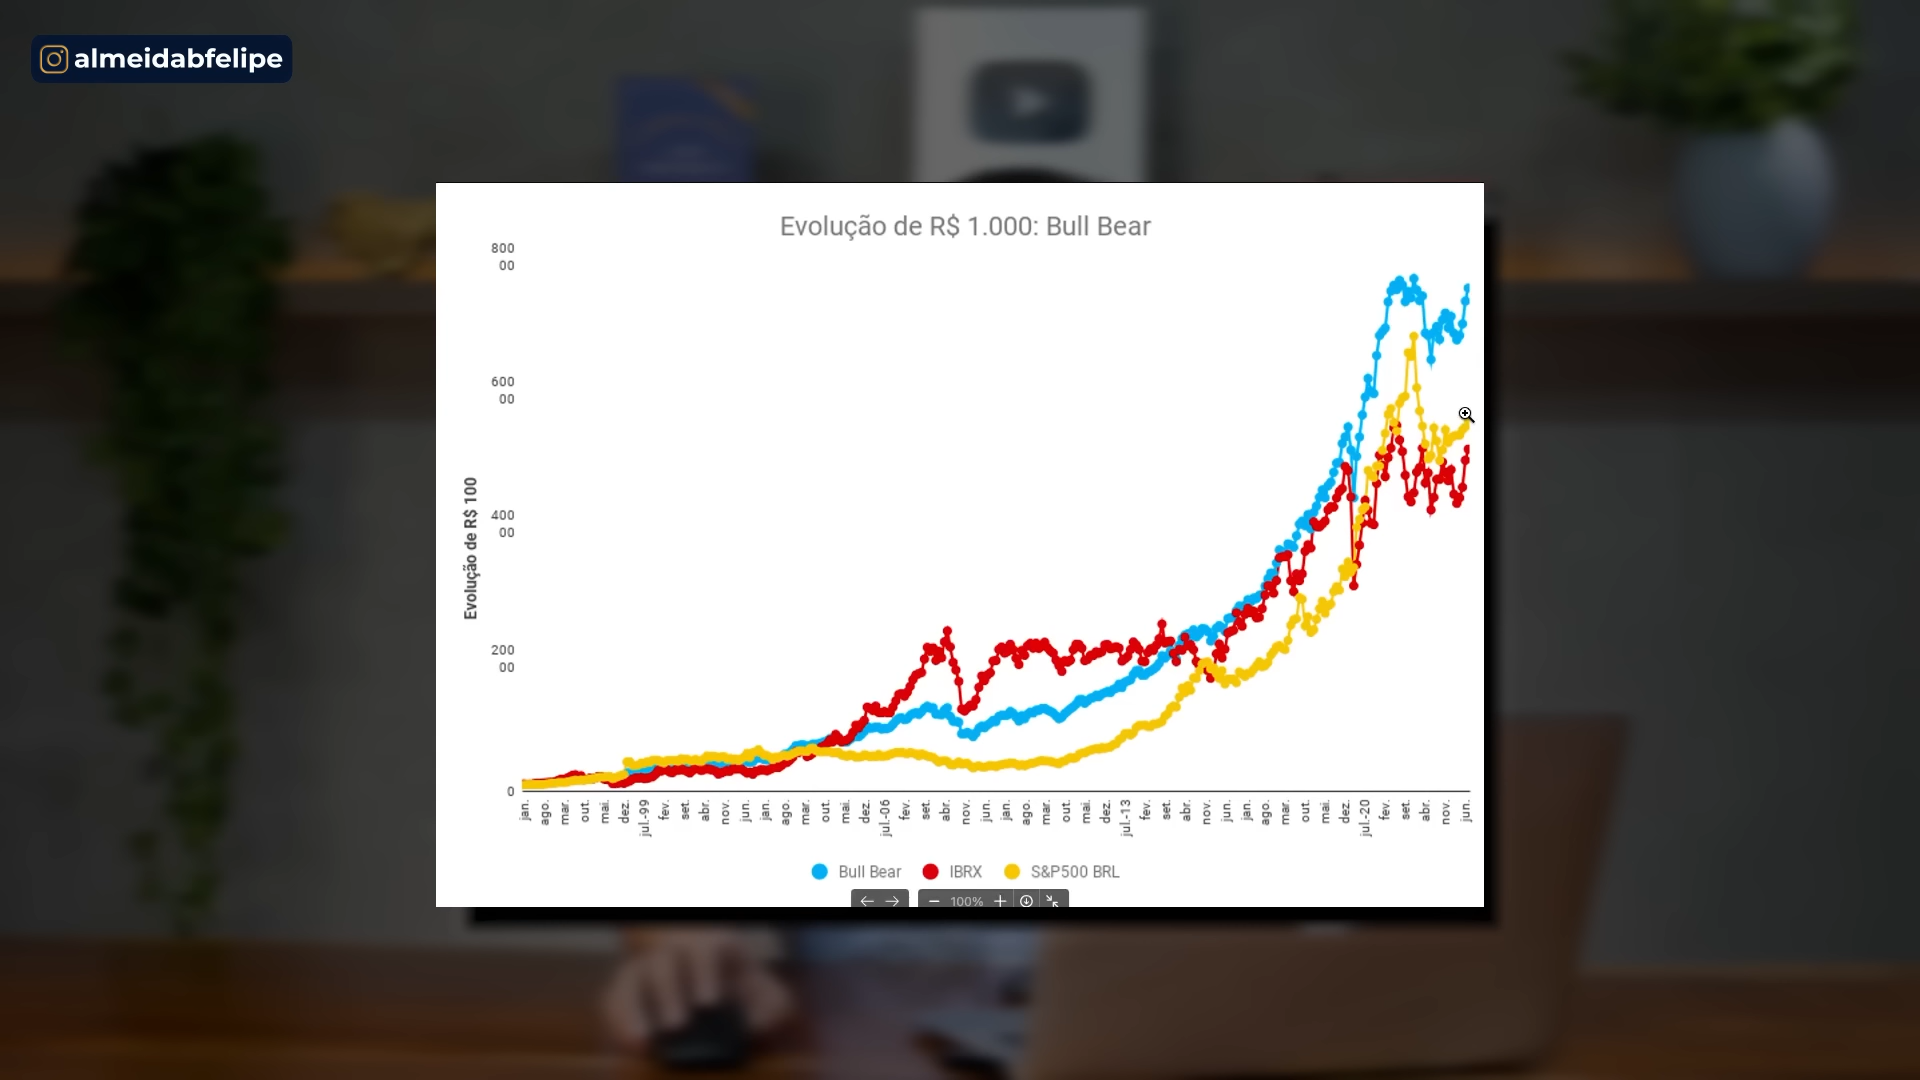 almeidabfelipe
Evolução de R$ 1.000: Bull Bear
800
00
600
00
400
00
200
00
0
Evolução de R$ 100
jan. ago. mar. out. mai. dez. jul.-99 fev. set. abr. nov. jun. jan. ago. mar. out. mai. dez. jul.-06 fev. set. abr. nov. jun. jan. ago. mar. out. mai. dez. jul.-13 fev. set. abr. nov. jun. jan. ago. mar. out. mai. dez. jul.-20 fev. set. abr. nov. jun.
Bull Bear IBRX S&P500 BRL
100%